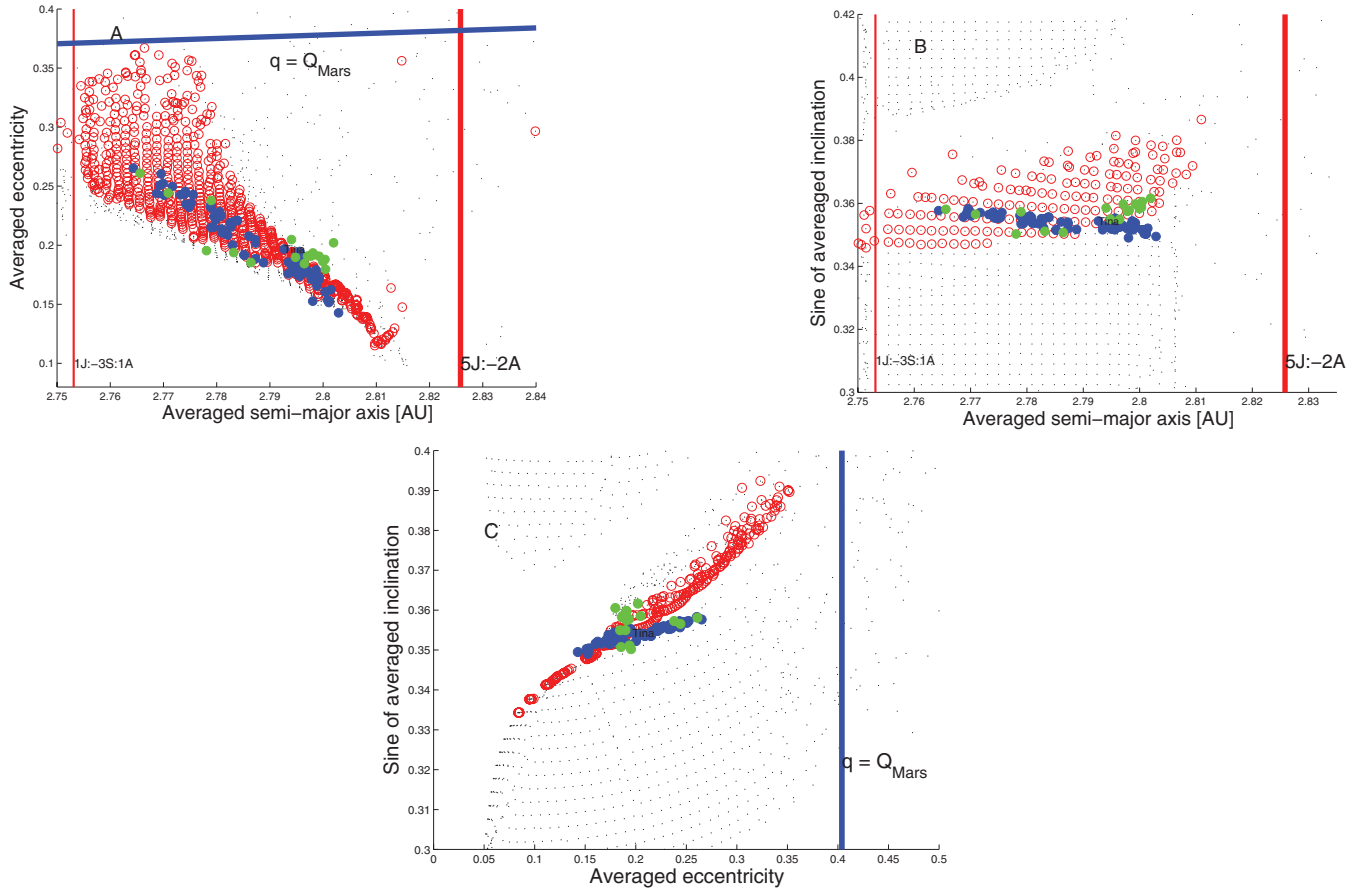 A
q = Q_Mars
1J:−3S:1A
5J:−2A
Tina
0.4
0.35
0.3
0.25
0.2
0.15
0.1
2.75 2.76 2.77 2.78 2.79 2.8 2.81 2.82 2.83 2.84
Averaged eccentricity
Averaged semi−major axis [AU]
B
Tina
1J:−3S:1A
5J:−2A
0.42
0.4
0.38
0.36
0.34
0.32
0.3
2.75 2.76 2.77 2.78 2.79 2.8 2.81 2.82 2.83
Sine of avereaged inclination
Averaged semi−major axis [AU]
C
Tina
q = Q_Mars
0.4
0.39
0.38
0.37
0.36
0.35
0.34
0.33
0.32
0.31
0.3
0 0.05 0.1 0.15 0.2 0.25 0.3 0.35 0.4 0.45 0.5
Sine of averaged inclination
Averaged eccentricity